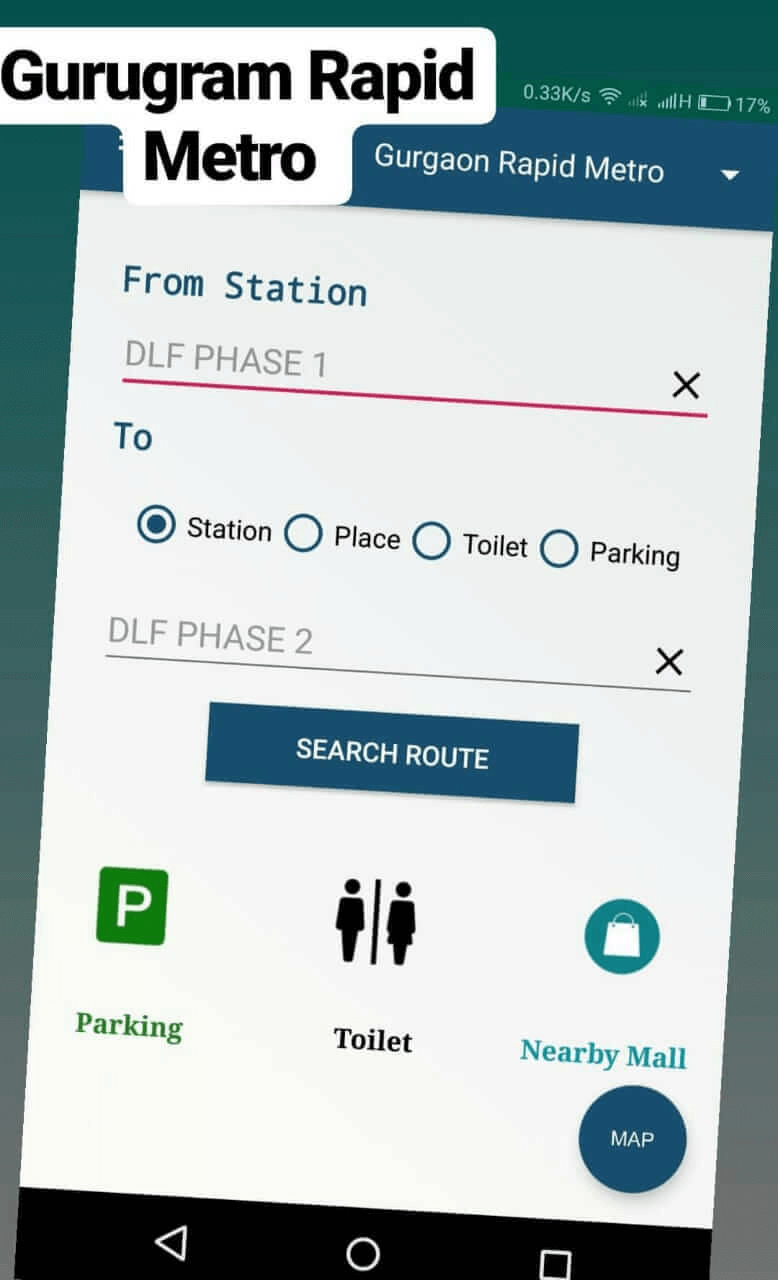 Gurugram Rapid
Metro
0.33K/s H 17%
Gurgaon Rapid Metro
From Station
DLF PHASE 1
To
Station Place Toilet Parking
DLF PHASE 2
SEARCH ROUTE
P
Parking Toilet Nearby Mall
MAP